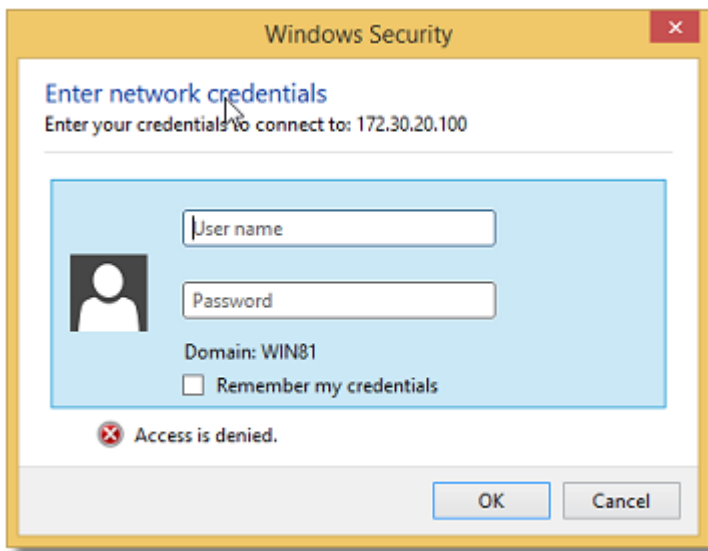 Windows Security
Enter network credentials
Enter your credentials to connect to: 172.30.20.100
User name
Password
Domain: WIN81
Remember my credentials
Access is denied.
OK
Cancel